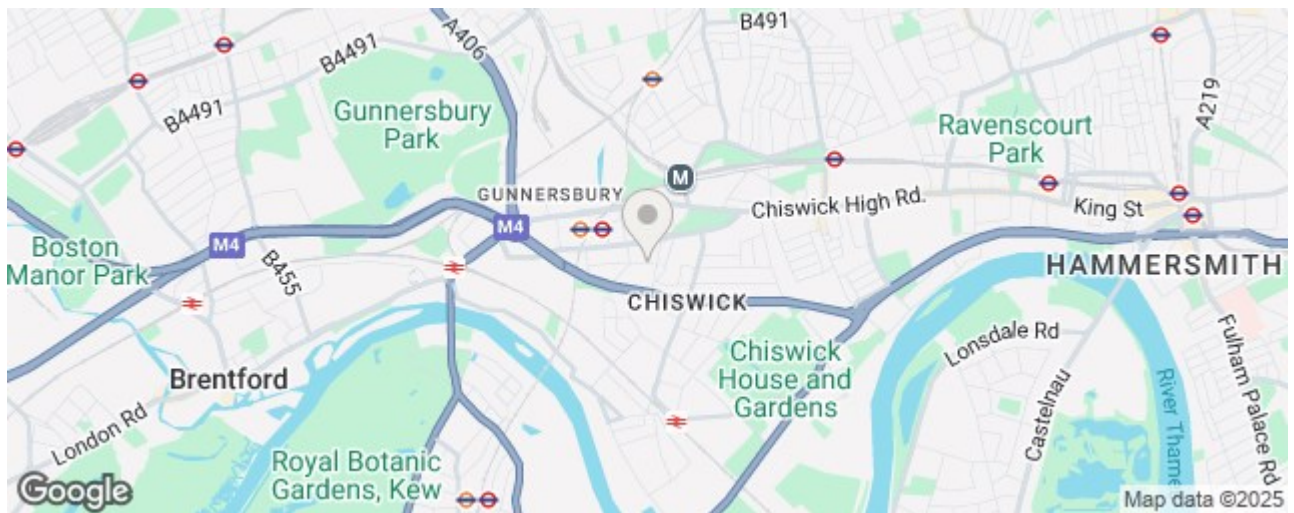 B491
A406
B4491
B4491
A219
Gunnersbury
Park
Ravenscourt
Park
M
GUNNERSBURY
Chiswick High Rd.
King St
M4
M4
Boston
Manor Park
B455
HAMMERSMITH
CHISWICK
Lonsdale Rd
Chiswick
House and
Gardens
Brentford
Fulham Palace Rd
River Thame
Castelnau
London Rd
Royal Botanic
Gardens, Kew
Google
Map data ©2025